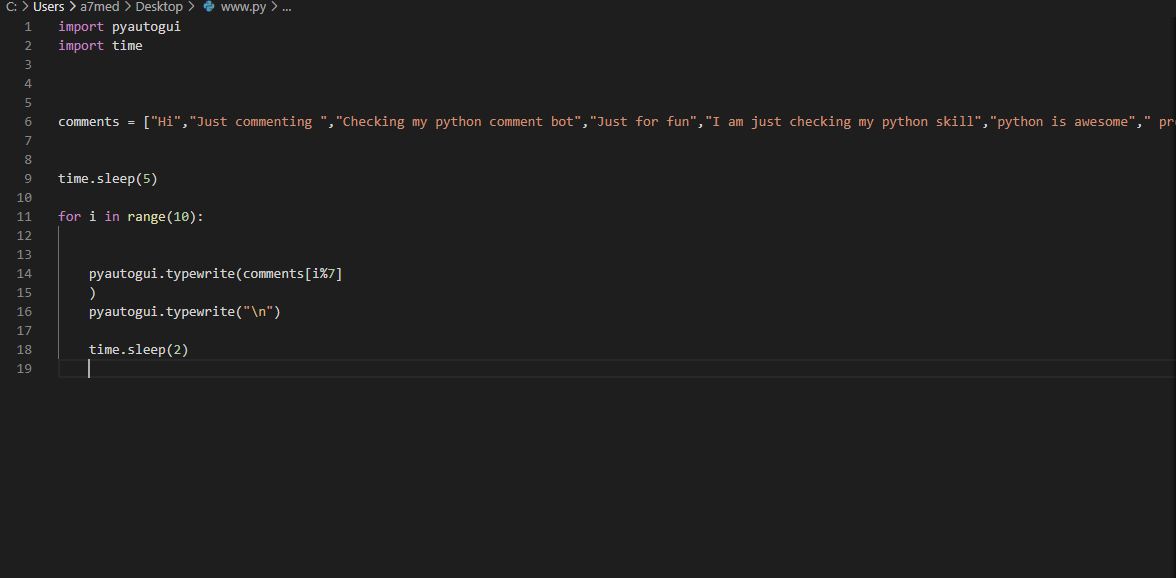 C: > Users > a7med > Desktop > www.py > ...
1 import pyautogui
2 import time
3
4
5
6 comments = ["Hi","Just commenting ","Checking my python comment bot","Just for fun","I am just checking my python skill","python is awesome","
7
8
9 time.sleep(5)
10
11 for i in range(10):
12
13
14 pyautogui.typewrite(comments[i%7]
15 )
16 pyautogui.typewrite("\n")
17
18 time.sleep(2)
19